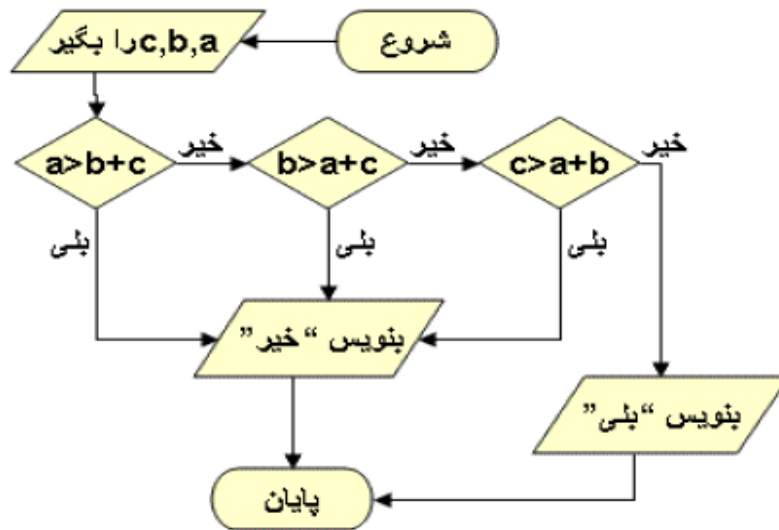 شروع
c,b,a را بگیر
a>b+c
خیر
b>a+c
خیر
c>a+b
خیر
بلی
بلی
بلی
بنویس “خیر”
بنویس “بلی”
پایان